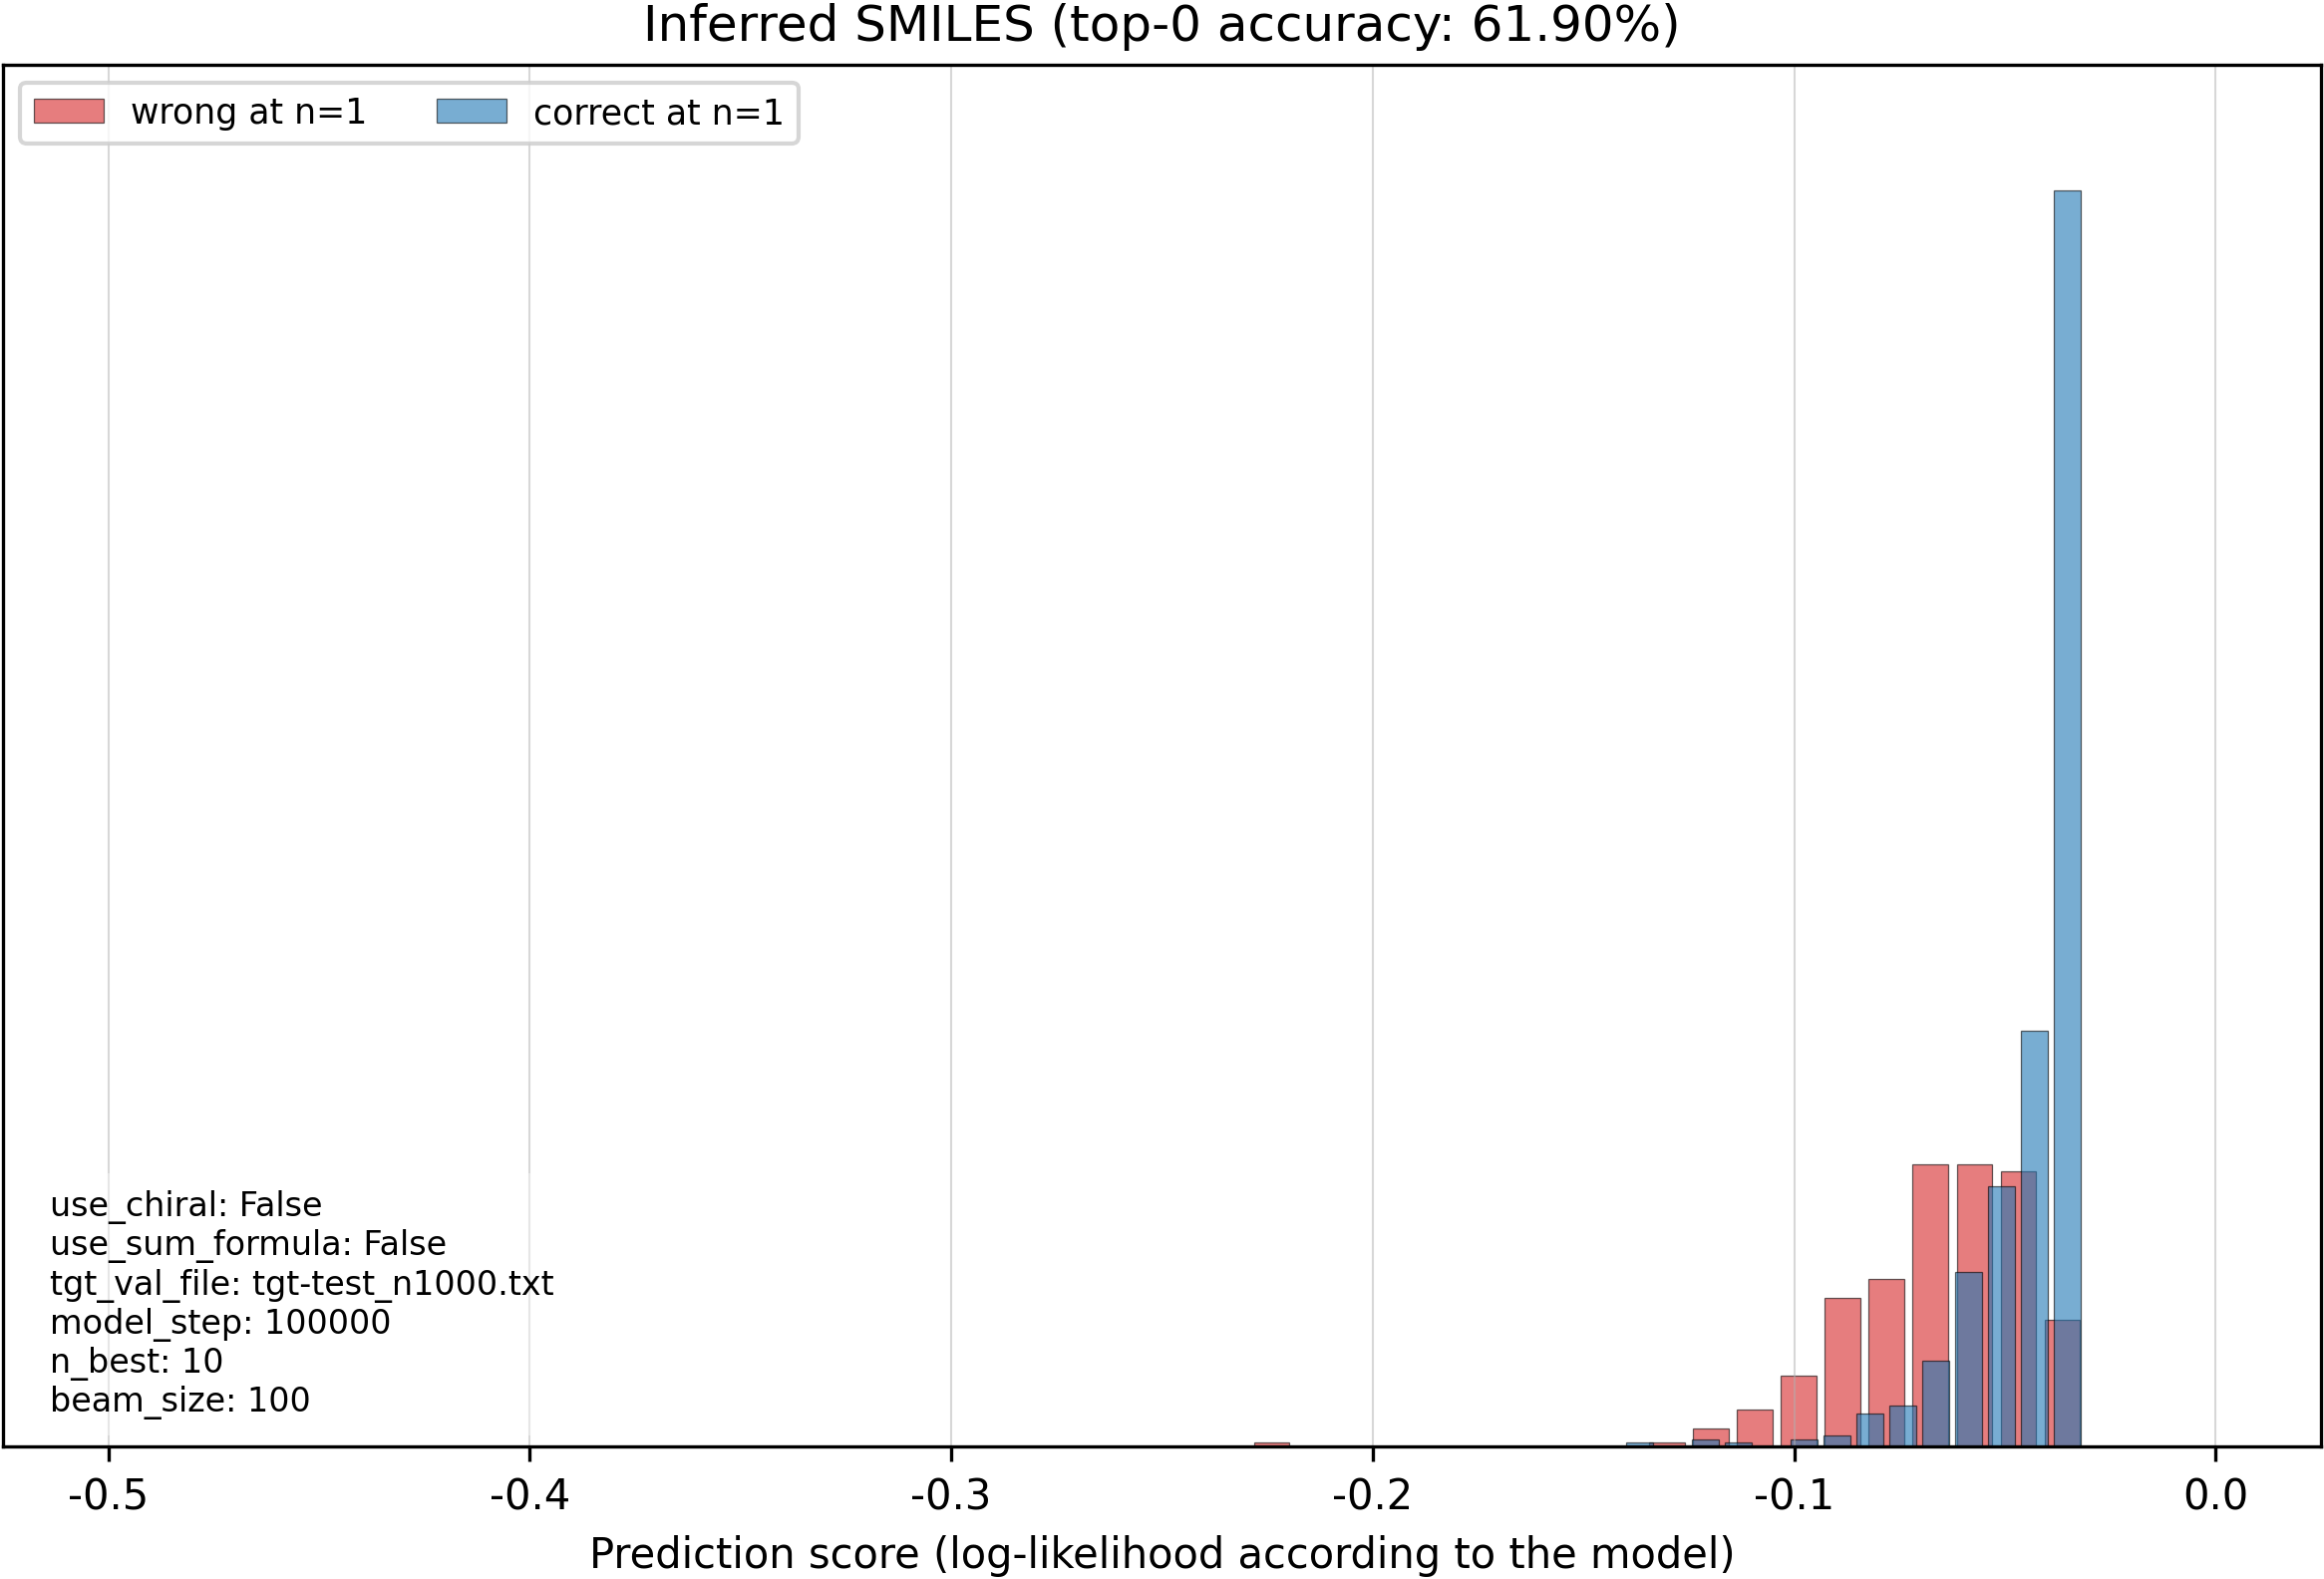 Inferred SMILES (top-0 accuracy: 61.90%)
wrong at n=1 correct at n=1
use_chiral: False
use_sum_formula: False
tgt_val_file: tgt-test_n1000.txt
model_step: 100000
n_best: 10
beam_size: 100
-0.5 -0.4 -0.3 -0.2 -0.1 0.0
Prediction score (log-likelihood according to the model)